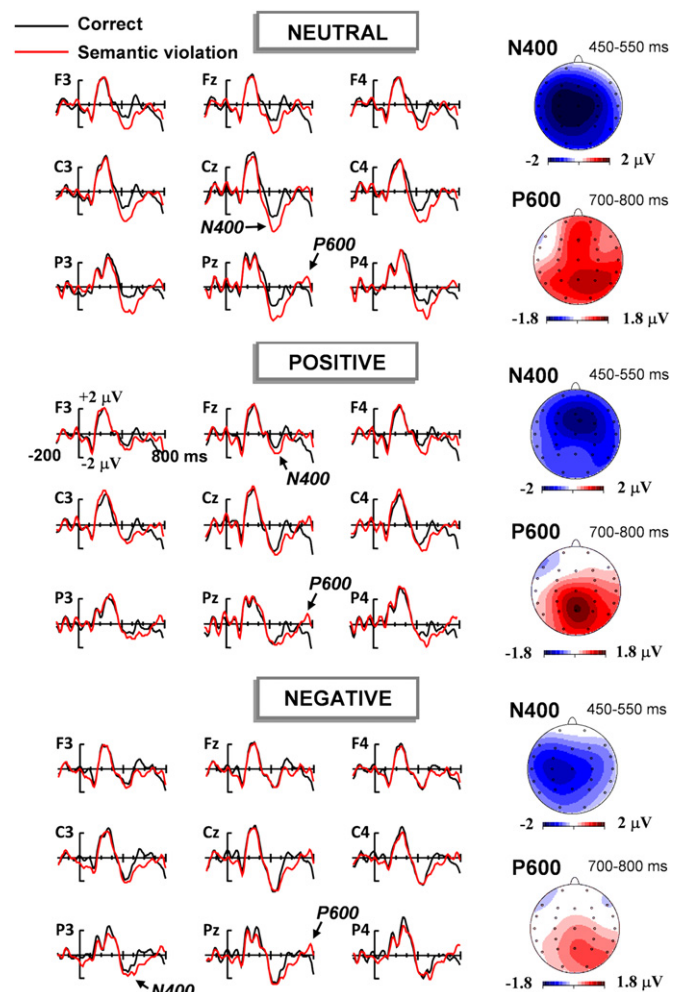 Correct
Semantic violation
NEUTRAL
N400 450-550 ms
F3 Fz F4
-2 2 µV
C3 Cz C4
N400
P600 700-800 ms
P600
P3 Pz P4
-1.8 1.8 µV
POSITIVE
N400 450-550 ms
F3 +2 µV Fz F4
-200 -2 µV 800 ms
N400
-2 2 µV
C3 Cz C4
P600 700-800 ms
P600
P3 Pz P4
-1.8 1.8 µV
NEGATIVE
N400 450-550 ms
F3 Fz F4
-2 2 µV
C3 Cz C4
P600 700-800 ms
P600
P3 Pz P4
N400
-1.8 1.8 µV